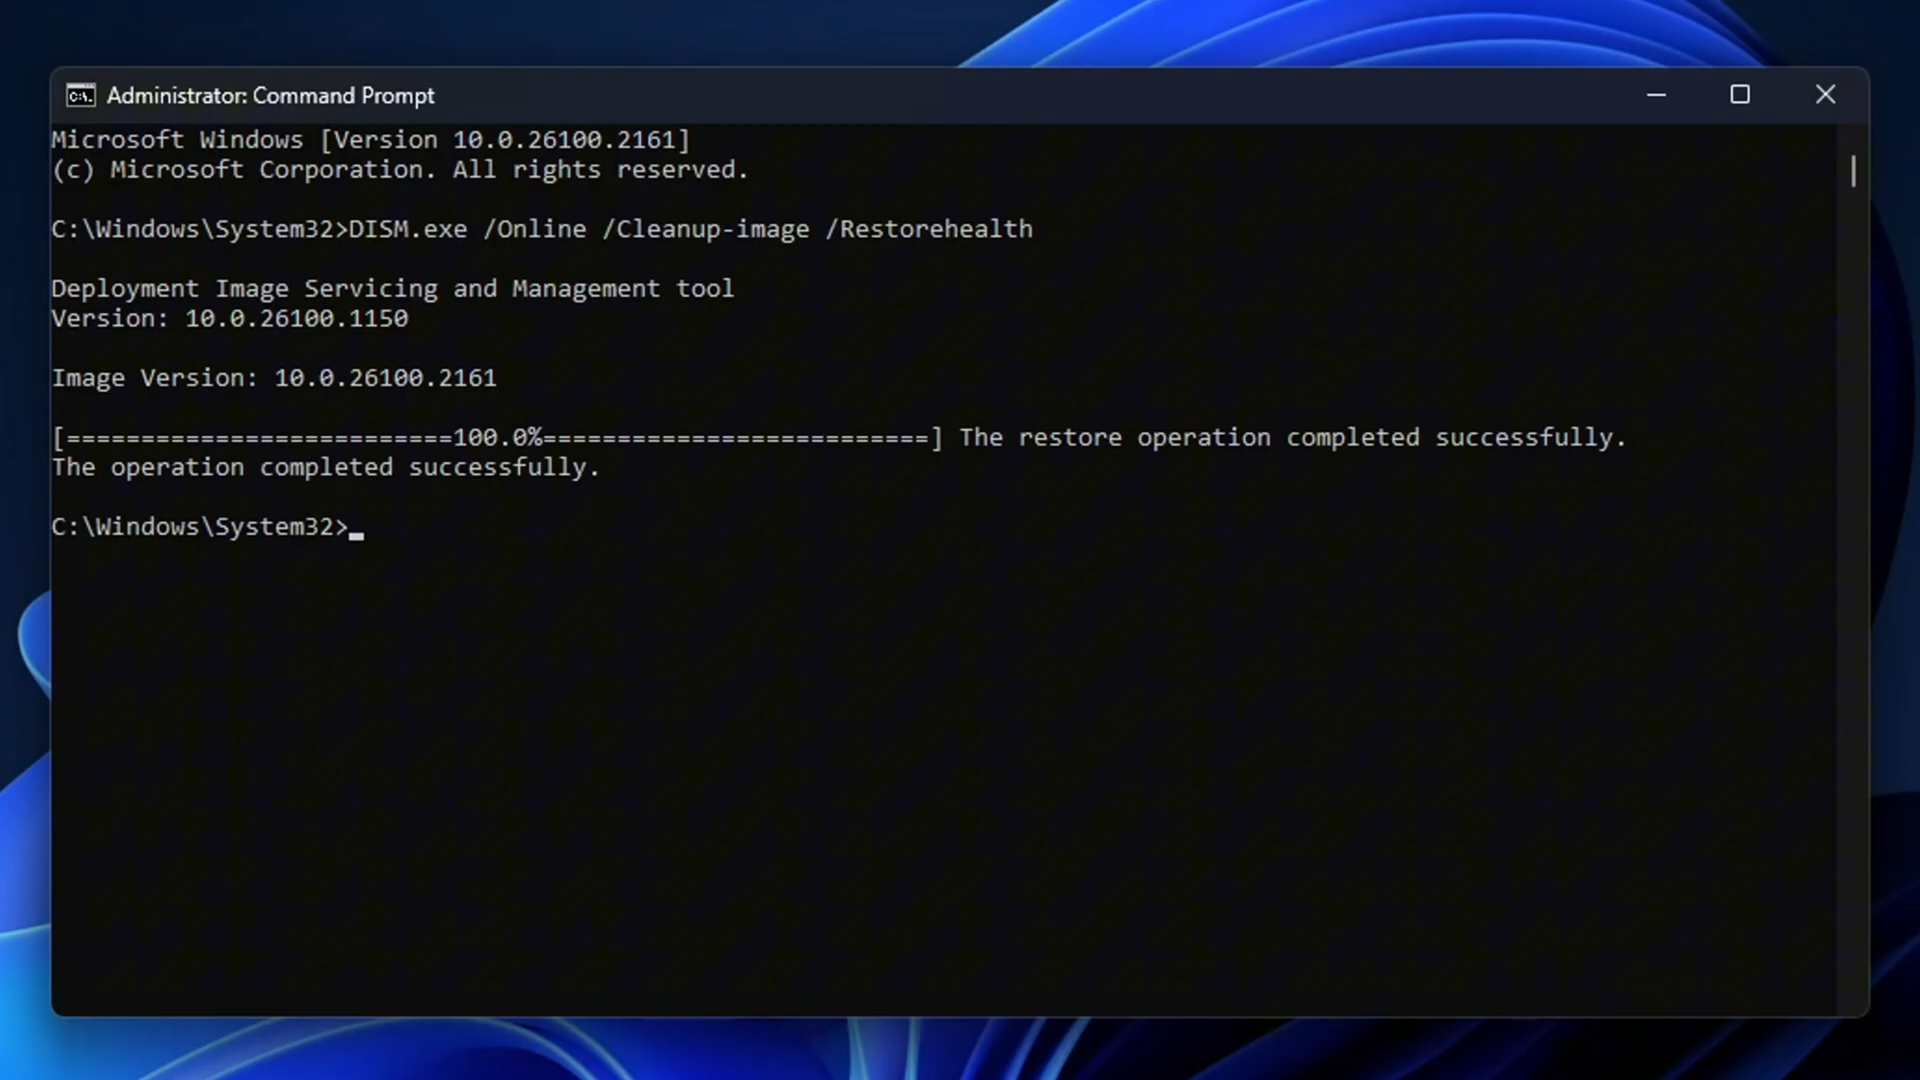 Administrator: Command Prompt
Microsoft Windows [Version 10.0.26100.2161]
(c) Microsoft Corporation. All rights reserved.
C:\Windows\System32>DISM.exe /Online /Cleanup-image /Restorehealth
Deployment Image Servicing and Management tool
Version: 10.0.26100.1150
Image Version: 10.0.26100.2161
[==========================100.0%==========================] The restore operation completed successfully.
The operation completed successfully.
C:\Windows\System32>